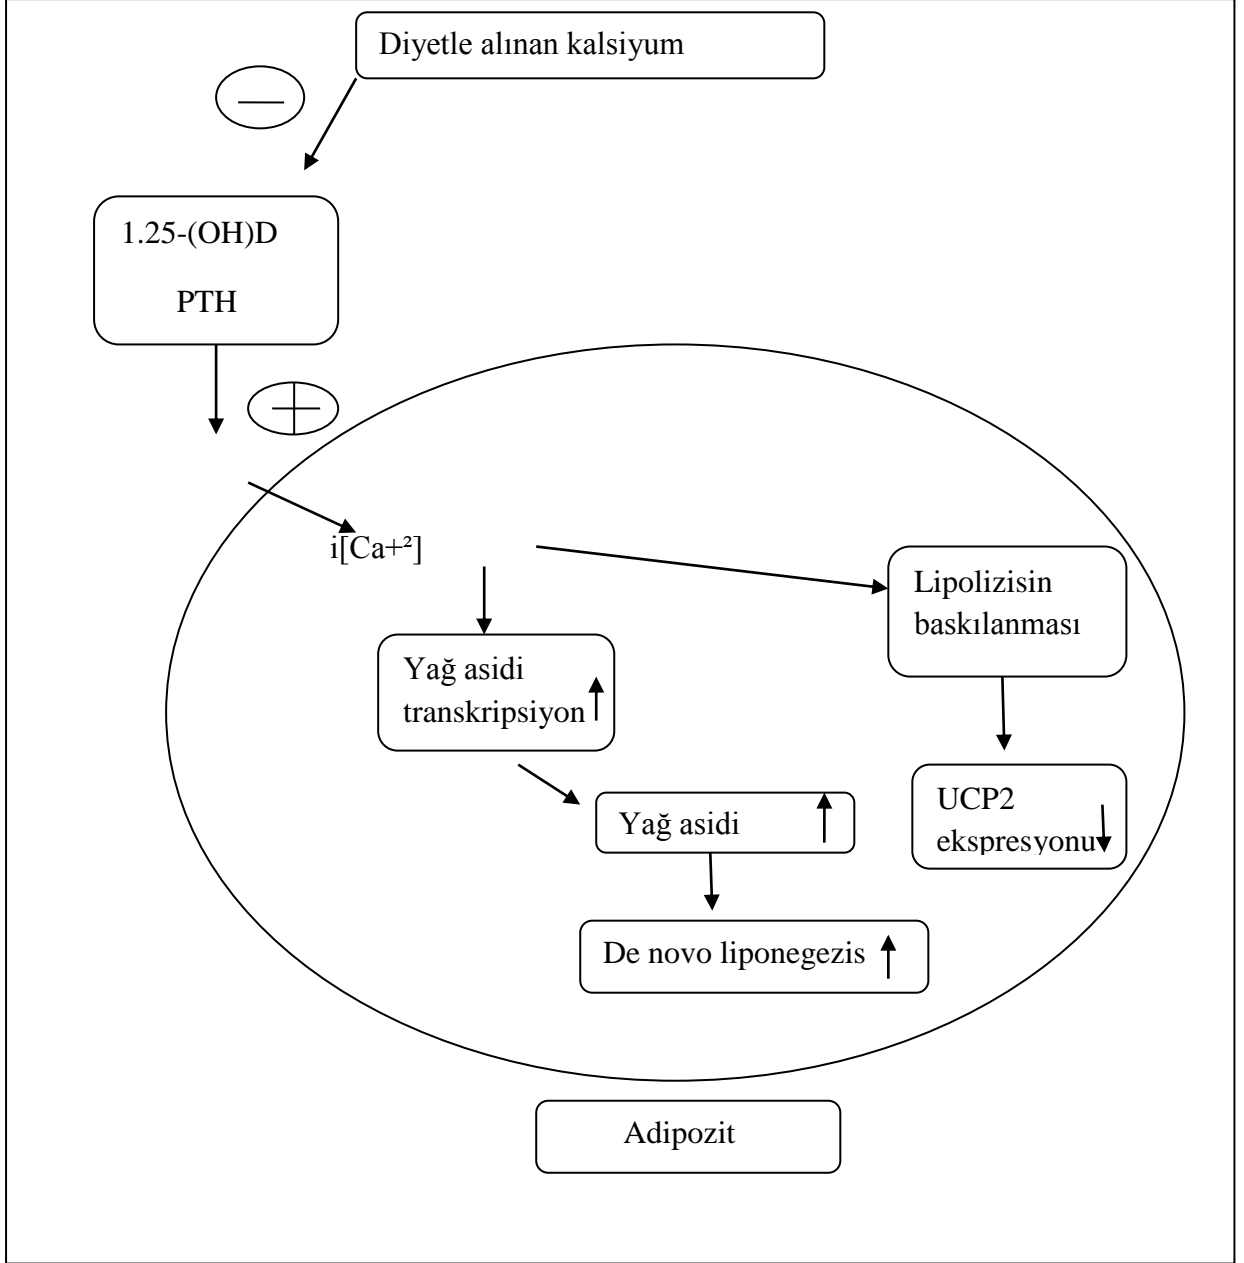 Diyetle alınan kalsiyum
1.25-(OH)D
PTH
i[Ca+²]
Lipolizisin
baskılanması
Yağ asidi
transkripsiyon
UCP2
ekspresyonu
Yağ asidi
De novo liponegezis
Adipozit